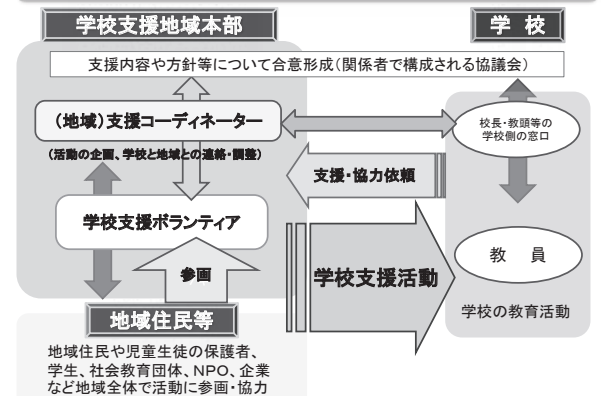 学校支援地域本部
学 校
支援内容や方針等について合意形成（関係者で構成される協議会）
（地域）支援コーディネーター
（活動の企画、学校と地域との連絡・調整）
校長・教頭等の
学校側の窓口
支援・協力依頼
学校支援ボランティア
参画
学校支援活動
教 員
学校の教育活動
地域住民等
地域住民や児童生徒の保護者、
学生、社会教育団体、NPO、企業
など地域全体で活動に参画・協力